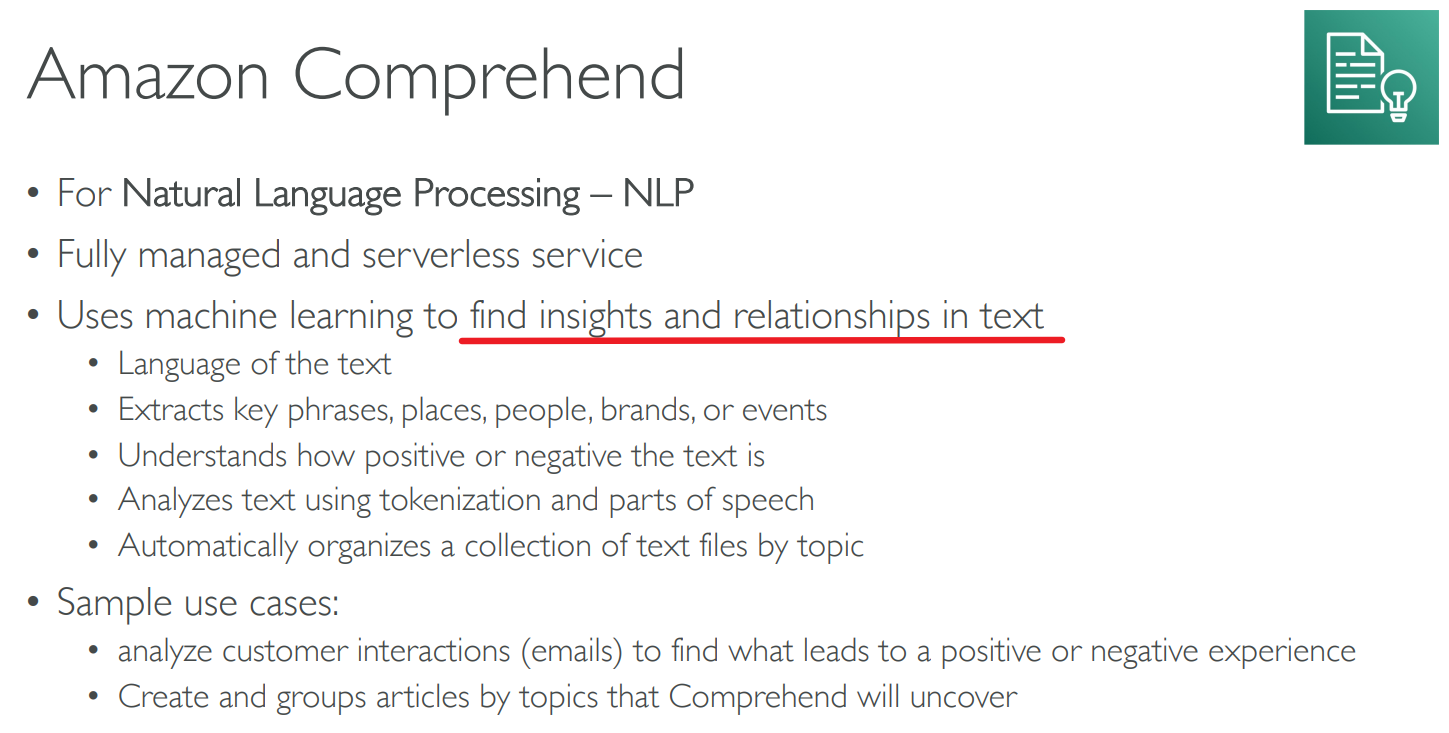 Amazon Comprehend
• For Natural Language Processing – NLP
• Fully managed and serverless service
• Uses machine learning to find insights and relationships in text
• Language of the text
• Extracts key phrases, places, people, brands, or events
• Understands how positive or negative the text is
• Analyzes text using tokenization and parts of speech
• Automatically organizes a collection of text files by topic
• Sample use cases:
• analyze customer interactions (emails) to find what leads to a positive or negative experience
• Create and groups articles by topics that Comprehend will uncover